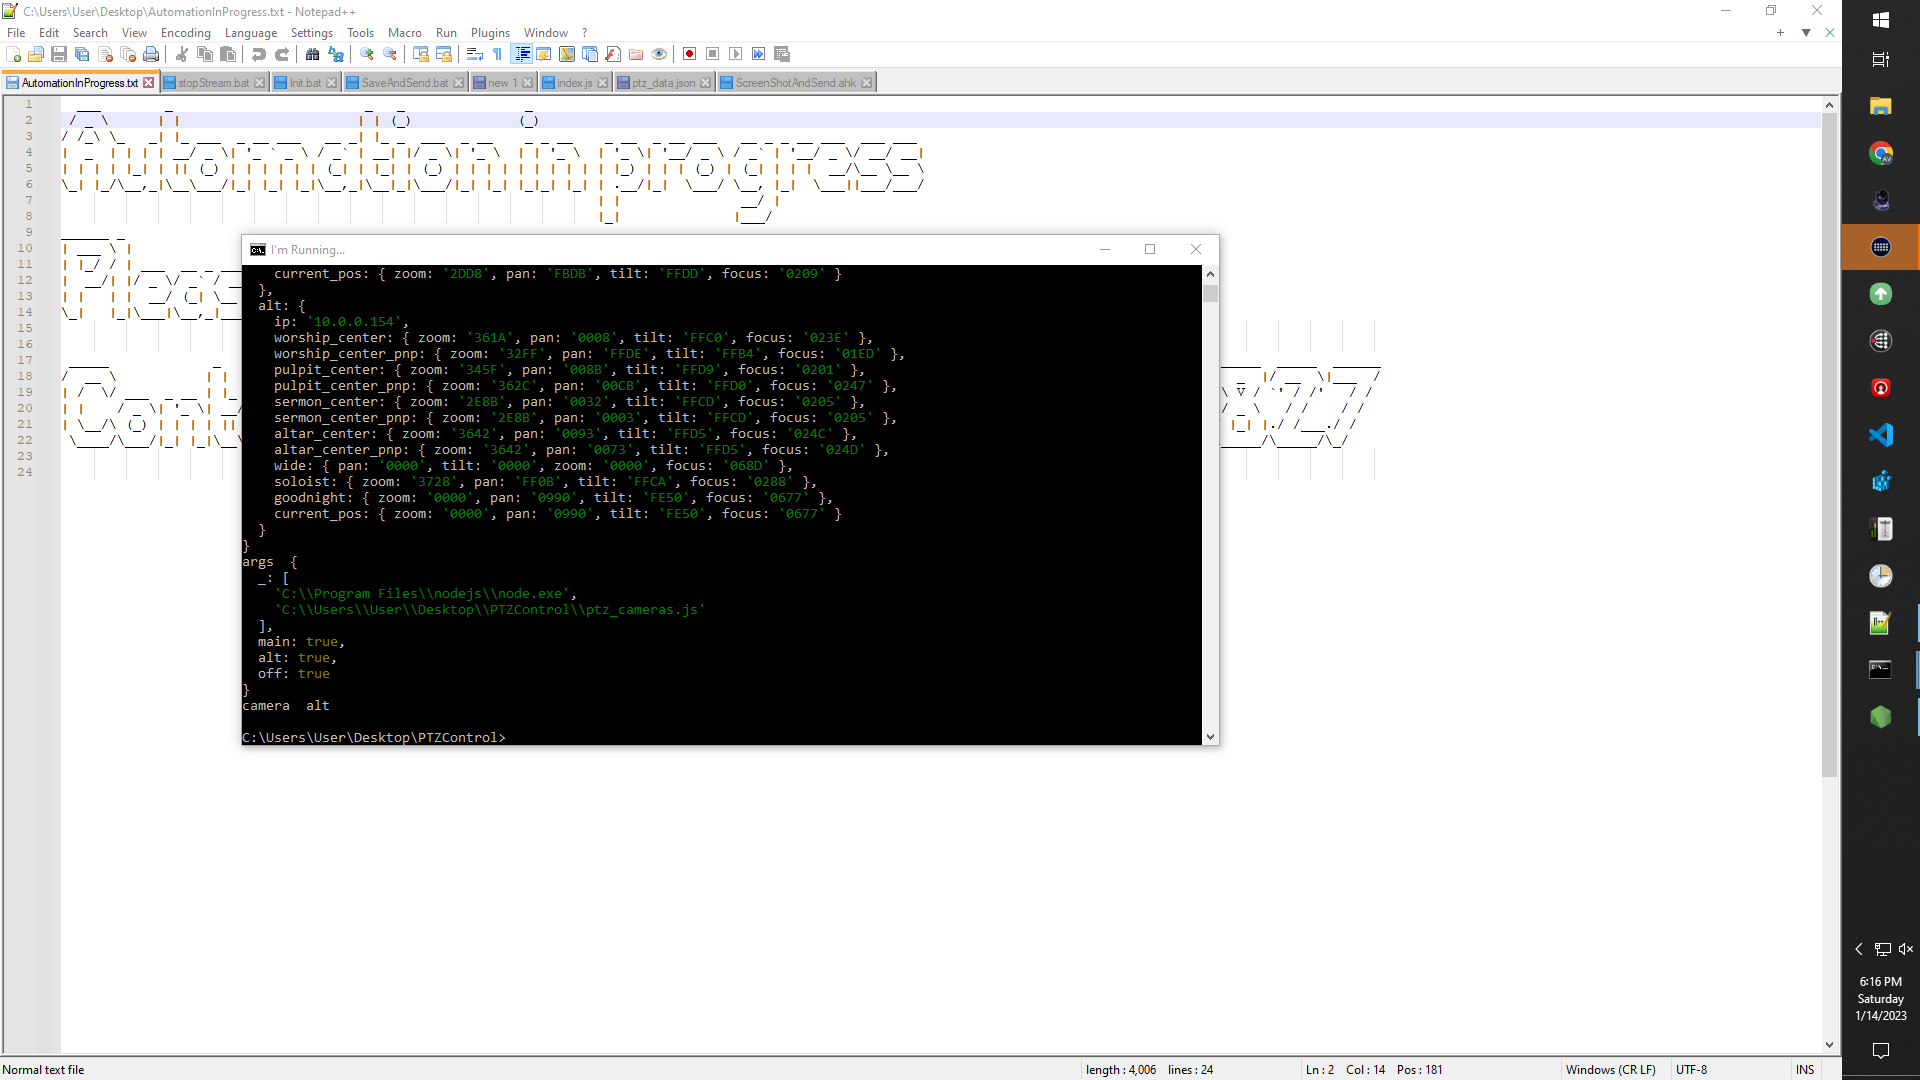 C:\Users\User\Desktop\AutomationInProgress.txt - Notepad++
File Edit Search View Encoding Language Settings Tools Macro Run Plugins Window ?
AutomationInProgress.txt stopStream.bat Init.bat SaveAndSend.bat new 1 index.js ptz_data.json ScreenShotAndSend.ahk
1
2
3
4
5
6
7
8
9
10
11
12
13
14
15
16
17
18
19
20
21
22
23
24
Automation in progress
Pleas
I'm Running...
current_pos: { zoom: '2DD8', pan: 'FBDB', tilt: 'FFDD', focus: '0209' }
},
alt: {
ip: '10.0.0.154',
worship_center: { zoom: '361A', pan: '0008', tilt: 'FFC0', focus: '023E' },
worship_center_pnp: { zoom: '32FF', pan: 'FFDE', tilt: 'FFB4', focus: '01ED' },
pulpit_center: { zoom: '345F', pan: '008B', tilt: 'FFD9', focus: '0201' },
pulpit_center_pnp: { zoom: '362C', pan: '00CB', tilt: 'FFD0', focus: '0247' },
sermon_center: { zoom: '2E8B', pan: '0032', tilt: 'FFCD', focus: '0205' },
sermon_center_pnp: { zoom: '2E8B', pan: '0003', tilt: 'FFCD', focus: '0205' },
altar_center: { zoom: '3642', pan: '0093', tilt: 'FFD5', focus: '024C' },
altar_center_pnp: { zoom: '3642', pan: '0073', tilt: 'FFD5', focus: '024D' },
wide: { pan: '0000', tilt: '0000', zoom: '0000', focus: '068D' },
soloist: { zoom: '3728', pan: 'FF0B', tilt: 'FFCA', focus: '0288' },
goodnight: { zoom: '0000', pan: '0990', tilt: 'FE50', focus: '0677' },
current_pos: { zoom: '0000', pan: '0990', tilt: 'FE50', focus: '0677' }
}
}
args {
_: [
'C:\\Program Files\\nodejs\\node.exe',
'C:\\Users\\User\\Desktop\\PTZControl\\ptz_cameras.js'
],
main: true,
alt: true,
off: true
}
camera alt
C:\Users\User\Desktop\PTZControl>
827
6:16 PM
Saturday
1/14/2023
Normal text file length : 4,006 lines : 24 Ln : 2 Col : 14 Pos : 181 Windows (CR LF) UTF-8 INS